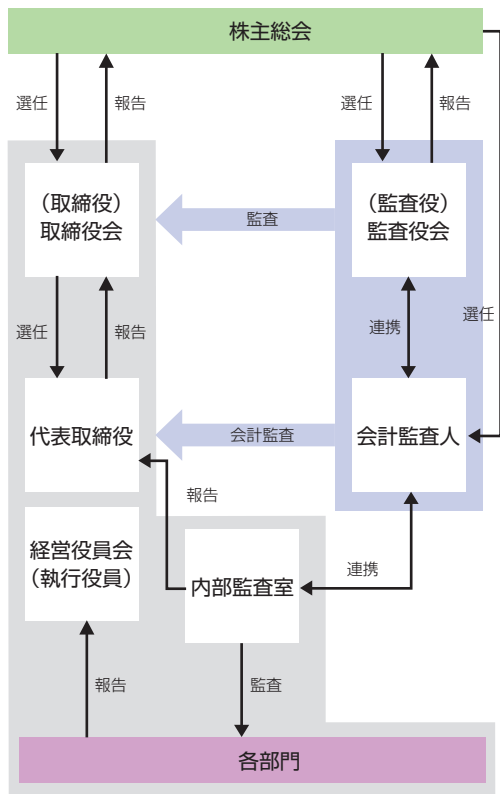 株主総会
選任
報告
選任
報告
（取締役）
取締役会
監査
（監査役）
監査役会
選任
報告
連携
選任
代表取締役
会計監査
会計監査人
報告
経営役員会
（執行役員）
内部監査室
連携
報告
監査
各部門